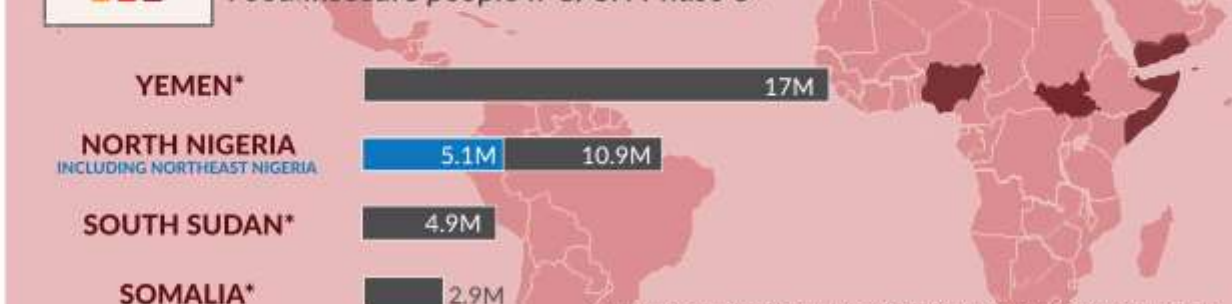 YEMEN*
17M
NORTH NIGERIA
INCLUDING NORTHEAST NIGERIA
5.1M 10.9M
SOUTH SUDAN*
4.9M
SOMALIA*
2.9M